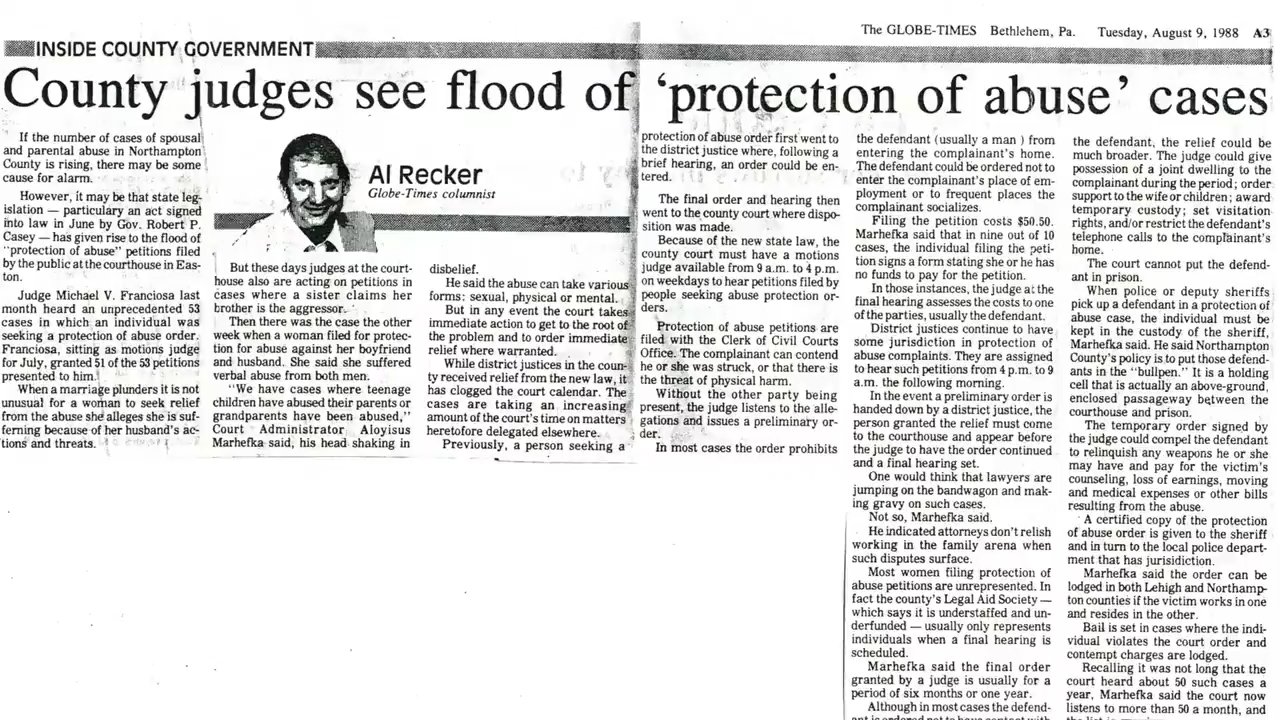 The GLOBE-TIMES Bethlehem, Pa. Tuesday, August 9, 1988 A3
INSIDE COUNTY GOVERNMENT
County judges see flood of ‘protection of abuse’ cases
If the number of cases of spousal
and parental abuse in Northampton
County is rising, there may be some
cause for alarm.
However, it may be that state leg-
islation — particulary an act signed
into law in June by Gov. Robert P.
Casey — has given rise to the flood of
“protection of abuse” petitions filed
by the public at the courthouse in Eas-
ton.
Judge Michael V. Franciosa last
month heard an unprecedented 53
cases in which an individual was
seeking a protection of abuse order.
Franciosa, sitting as motions judge
for July, granted 51 of the 53 petitions
presented to him.
When a marriage plunders it is not
unusual for a woman to seek relief
from the abuse she alleges she is suf-
ferning because of her husband's ac-
tions and threats.
Al Recker
Globe-Times columnist
But these days judges at the court-
house also are acting on petitions in
cases where a sister claims her
brother is the aggressor.
Then there was the case the other
week when a woman filed for protec-
tion for abuse against her boyfriend
and husband. She said she suffered
verbal abuse from both men.
“We have cases where teenage
children have abused their parents or
grandparents have been abused,”
Court Administrator Aloyisus
Marhefka said, his head shaking in
disbelief.
He said the abuse can take various
forms: sexual, physical or mental.
But in any event the court takes
immediate action to get to the root of
the problem and to order immediate
relief where warranted.
While district justices in the coun-
ty received relief from the new law, it
has clogged the court calendar. The
cases are taking an increasing
amount of the court's time on matters
heretofore delegated elsewhere.
Previously, a person seeking a
protection of abuse order first went to
the district justice where, following a
brief hearing, an order could be en-
tered.
The final order and hearing then
went to the county court where dispo-
sition was made.
Because of the new state law, the
county court must have a motions
judge available from 9 a.m. to 4 p.m.
on weekdays to hear petitions filed by
people seeking abuse protection or-
ders.
Protection of abuse petitions are
filed with the Clerk of Civil Courts
Office. The complainant can contend
he or she was struck, or that there is
the threat of physical harm.
Without the other party being
present, the judge listens to the alle-
gations and issues a preliminary or-
der.
In most cases the order prohibits
the defendant (usually a man ) from
entering the complainant's home.
The defendant could be ordered not to
enter the complainant's place of em-
ployment or to frequent places the
complainant socializes.
Filing the petition costs $50.50.
Marhefka said that in nine out of 10
cases, the individual filing the peti-
tion signs a form stating she or he has
no funds to pay for the petition.
In those instances, the judge at the
final hearing assesses the costs to one
of the parties, usually the defendant.
District justices continue to have
some jurisdiction in protection of
abuse complaints. They are assigned
to hear such petitions from 4 p.m. to 9
a.m. the following morning.
In the event a preliminary order is
handed down by a district justice, the
person granted the relief must come
to the courthouse and appear before
the judge to have the order continued
and a final hearing set.
One would think that lawyers are
jumping on the bandwagon and mak-
ing gravy on such cases.
Not so, Marhefka said.
He indicated attorneys don't relish
working in the family arena when
such disputes surface.
Most women filing protection of
abuse petitions are unrepresented. In
fact the county's Legal Aid Society —
which says it is understaffed and un-
derfunded — usually only represents
individuals when a final hearing is
scheduled.
Marhefka said the final order
granted by a judge is usually for a
period of six months or one year.
Although in most cases the defend-
ant is ordered not to have contact with
the defendant, the relief could be
much broader. The judge could give
possession of a joint dwelling to the
complainant during the period; order
support to the wife or children; award
temporary custody; set visitation
rights, and/or restrict the defendant's
telephone calls to the complainant's
home.
The court cannot put the defend-
ant in prison.
When police or deputy sheriffs
pick up a defendant in a protection of
abuse case, the individual must be
kept in the custody of the sheriff,
Marhefka said. He said Northampton
County's policy is to put those defend-
ants in the “bullpen.” It is a holding
cell that is actually an above-ground,
enclosed passageway between the
courthouse and prison.
The temporary order signed by
the judge could compel the defendant
to relinquish any weapons he or she
may have and pay for the victim's
counseling, loss of earnings, moving
and medical expenses or other bills
resulting from the abuse.
A certified copy of the protection
of abuse order is given to the sheriff
and in turn to the local police depart-
ment that has jurisidiction.
Marhefka said the order can be
lodged in both Lehigh and Northamp-
ton counties if the victim works in one
and resides in the other.
Bail is set in cases where the indi-
vidual violates the court order and
contempt charges are lodged.
Recalling it was not long that the
court heard about 50 such cases a
year, Marhefka said the court now
listens to more than 50 a month, and